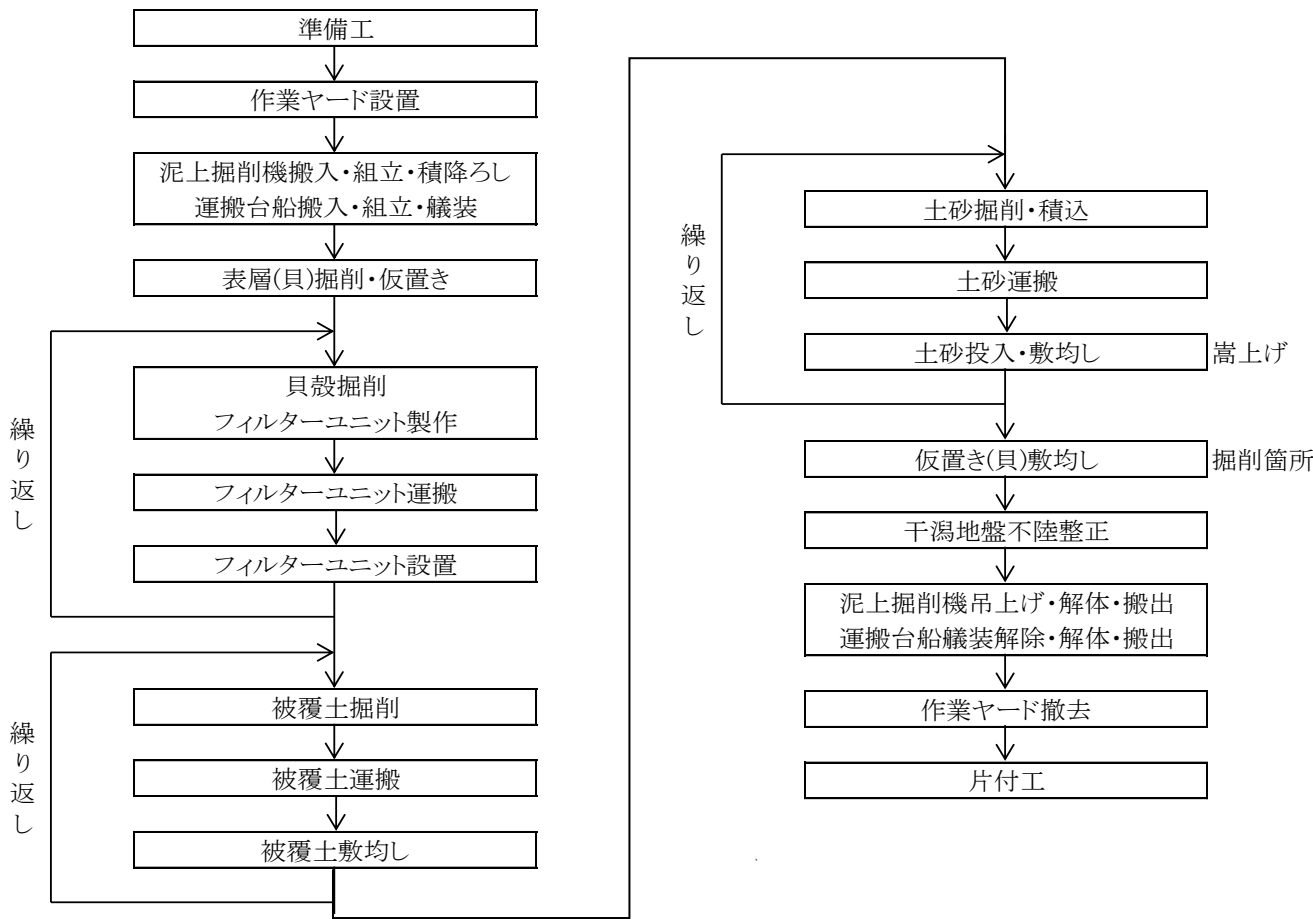 準備工
作業ヤード設置
泥上掘削機搬入・組立・積降ろし
運搬台船搬入・組立・艤装
表層(貝)掘削・仮置き
繰り返し
貝殻掘削
フィルターユニット製作
フィルターユニット運搬
フィルターユニット設置
繰り返し
被覆土掘削
被覆土運搬
被覆土敷均し
繰り返し
土砂掘削・積込
土砂運搬
土砂投入・敷均し 嵩上げ
仮置き(貝)敷均し 掘削箇所
干潟地盤不陸整正
泥上掘削機吊上げ・解体・搬出
運搬台船艤装解除・解体・搬出
作業ヤード撤去
片付工